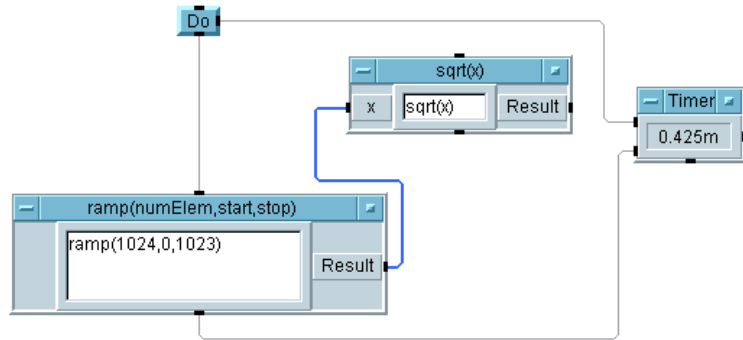 Do
sqrt(x)
x
sqrt(x)
Result
Timer
0.425m
ramp(numElem,start,stop)
ramp(1024,0,1023)
Result